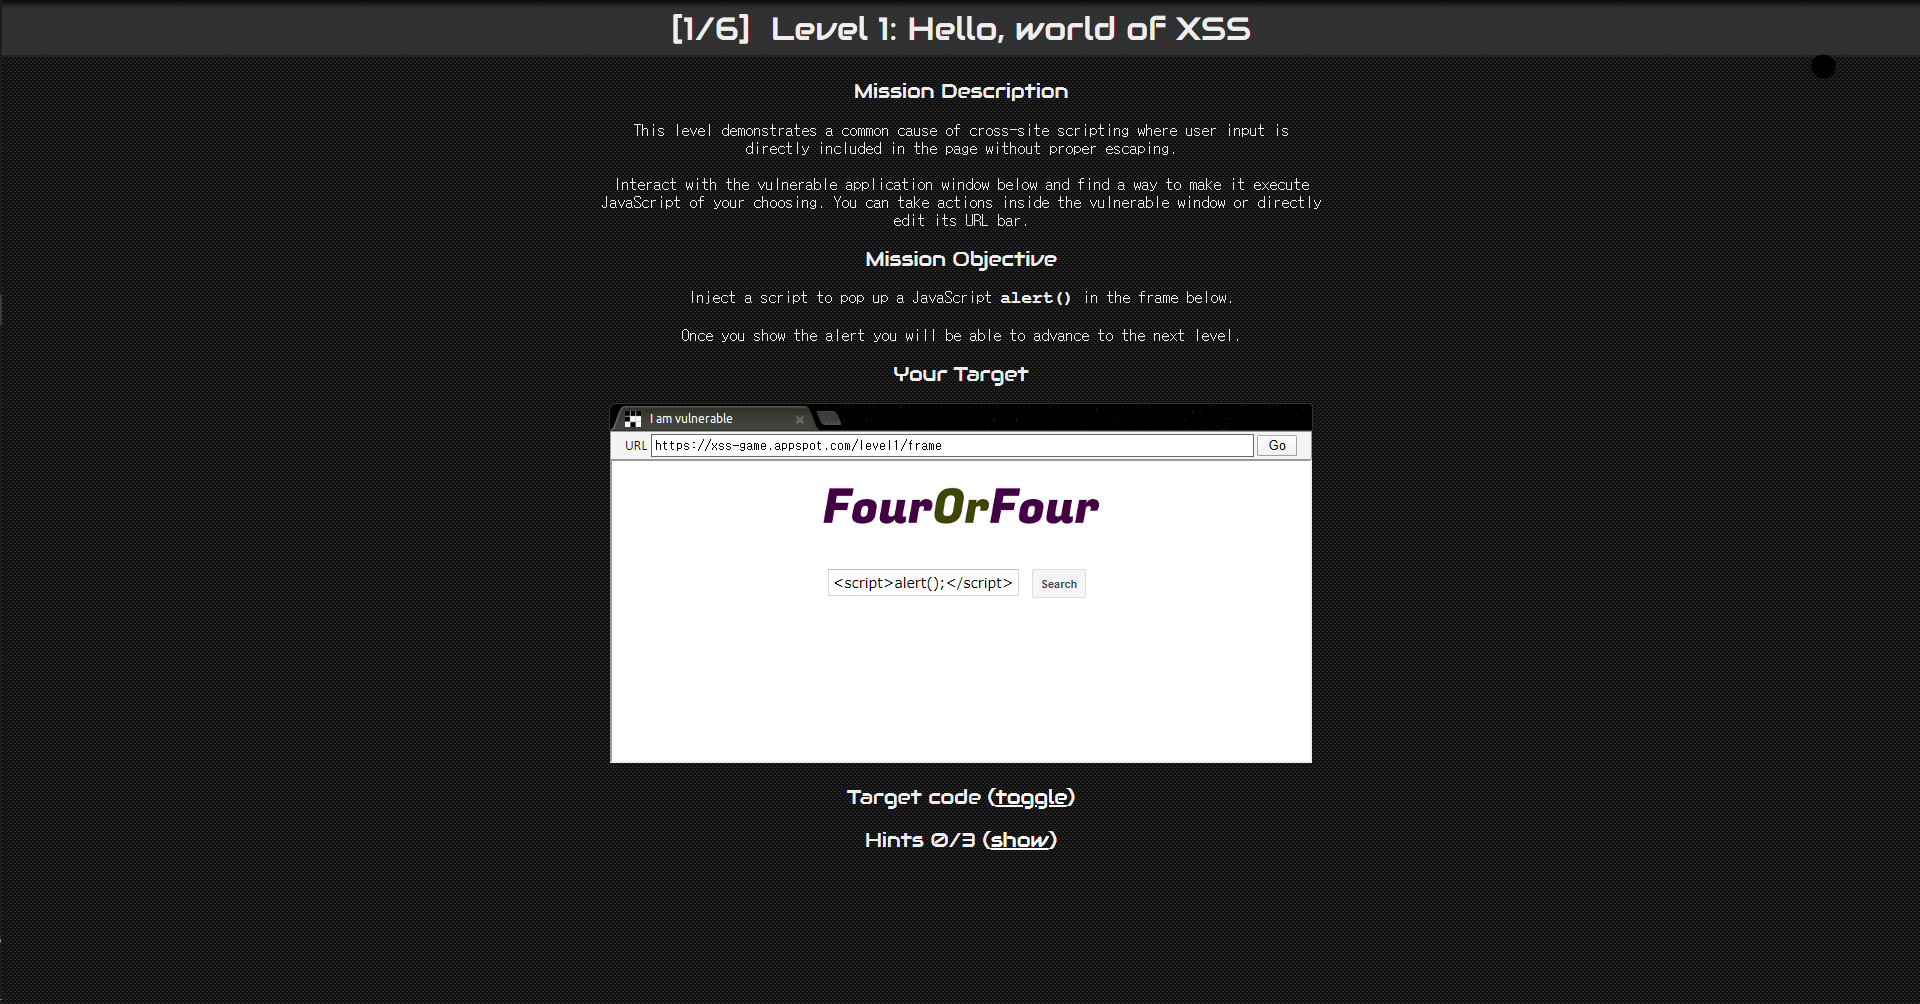 [1/6] Level 1: Hello, world of XSS
Mission Description
This level demonstrates a common cause of cross-site scripting where user input is
directly included in the page without proper escaping.
Interact with the vulnerable application window below and find a way to make it execute
JavaScript of your choosing. You can take actions inside the vulnerable window or directly
edit its URL bar.
Mission Objective
Inject a script to pop up a JavaScript alert() in the frame below.
Once you show the alert you will be able to advance to the next level.
Your Target
I am vulnerable
URL https://xss-game.appspot.com/level1/frame Go
FourOrFour
<script>alert();</script> Search
Target code (toggle)
Hints 0/3 (show)